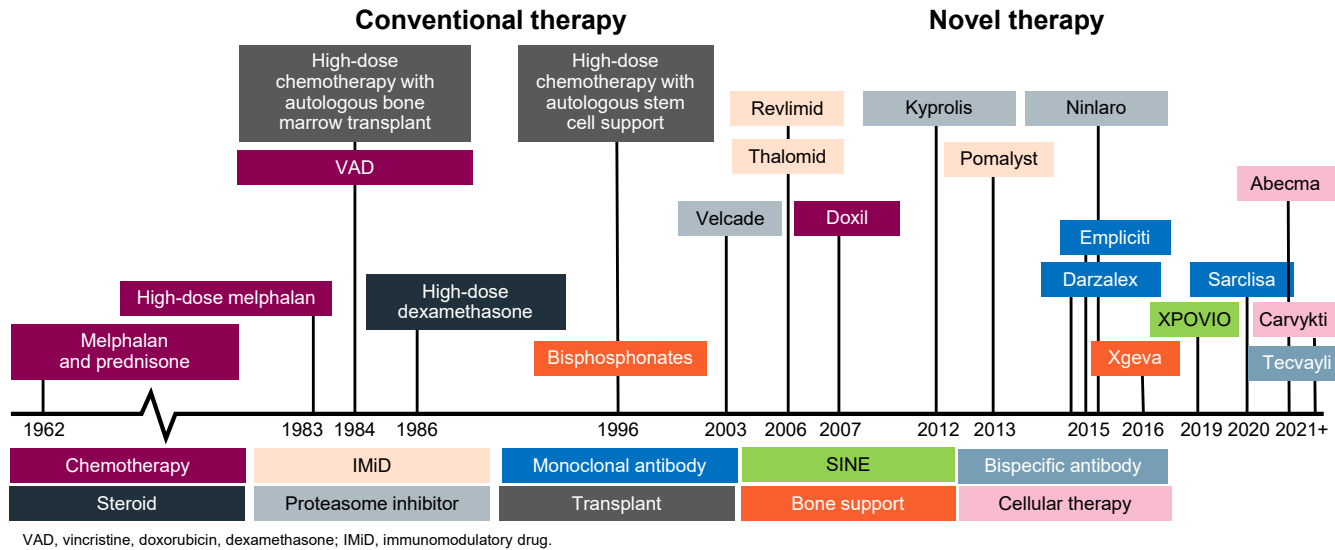 Conventional therapy
Novel therapy
High-dose
chemotherapy with
autologous bone
marrow transplant
High-dose
chemotherapy with
autologous stem
cell support
Revlimid
Kyprolis
Ninlaro
VAD
Thalomid
Pomalyst
Abecma
Velcade
Doxil
Empliciti
High-dose melphalan
High-dose
dexamethasone
Darzalex
Sarclisa
Melphalan
and prednisone
XPOVIO
Carvykti
Bisphosphonates
Xgeva
Tecvayli
1962
1983
1984
1986
1996
2003
2006
2007
2012
2013
2015
2016
2019
2020
2021+
Chemotherapy
IMiD
Monoclonal antibody
SINE
Bispecific antibody
Steroid
Proteasome inhibitor
Transplant
Bone support
Cellular therapy
VAD, vincristine, doxorubicin, dexamethasone; IMiD, immunomodulatory drug.